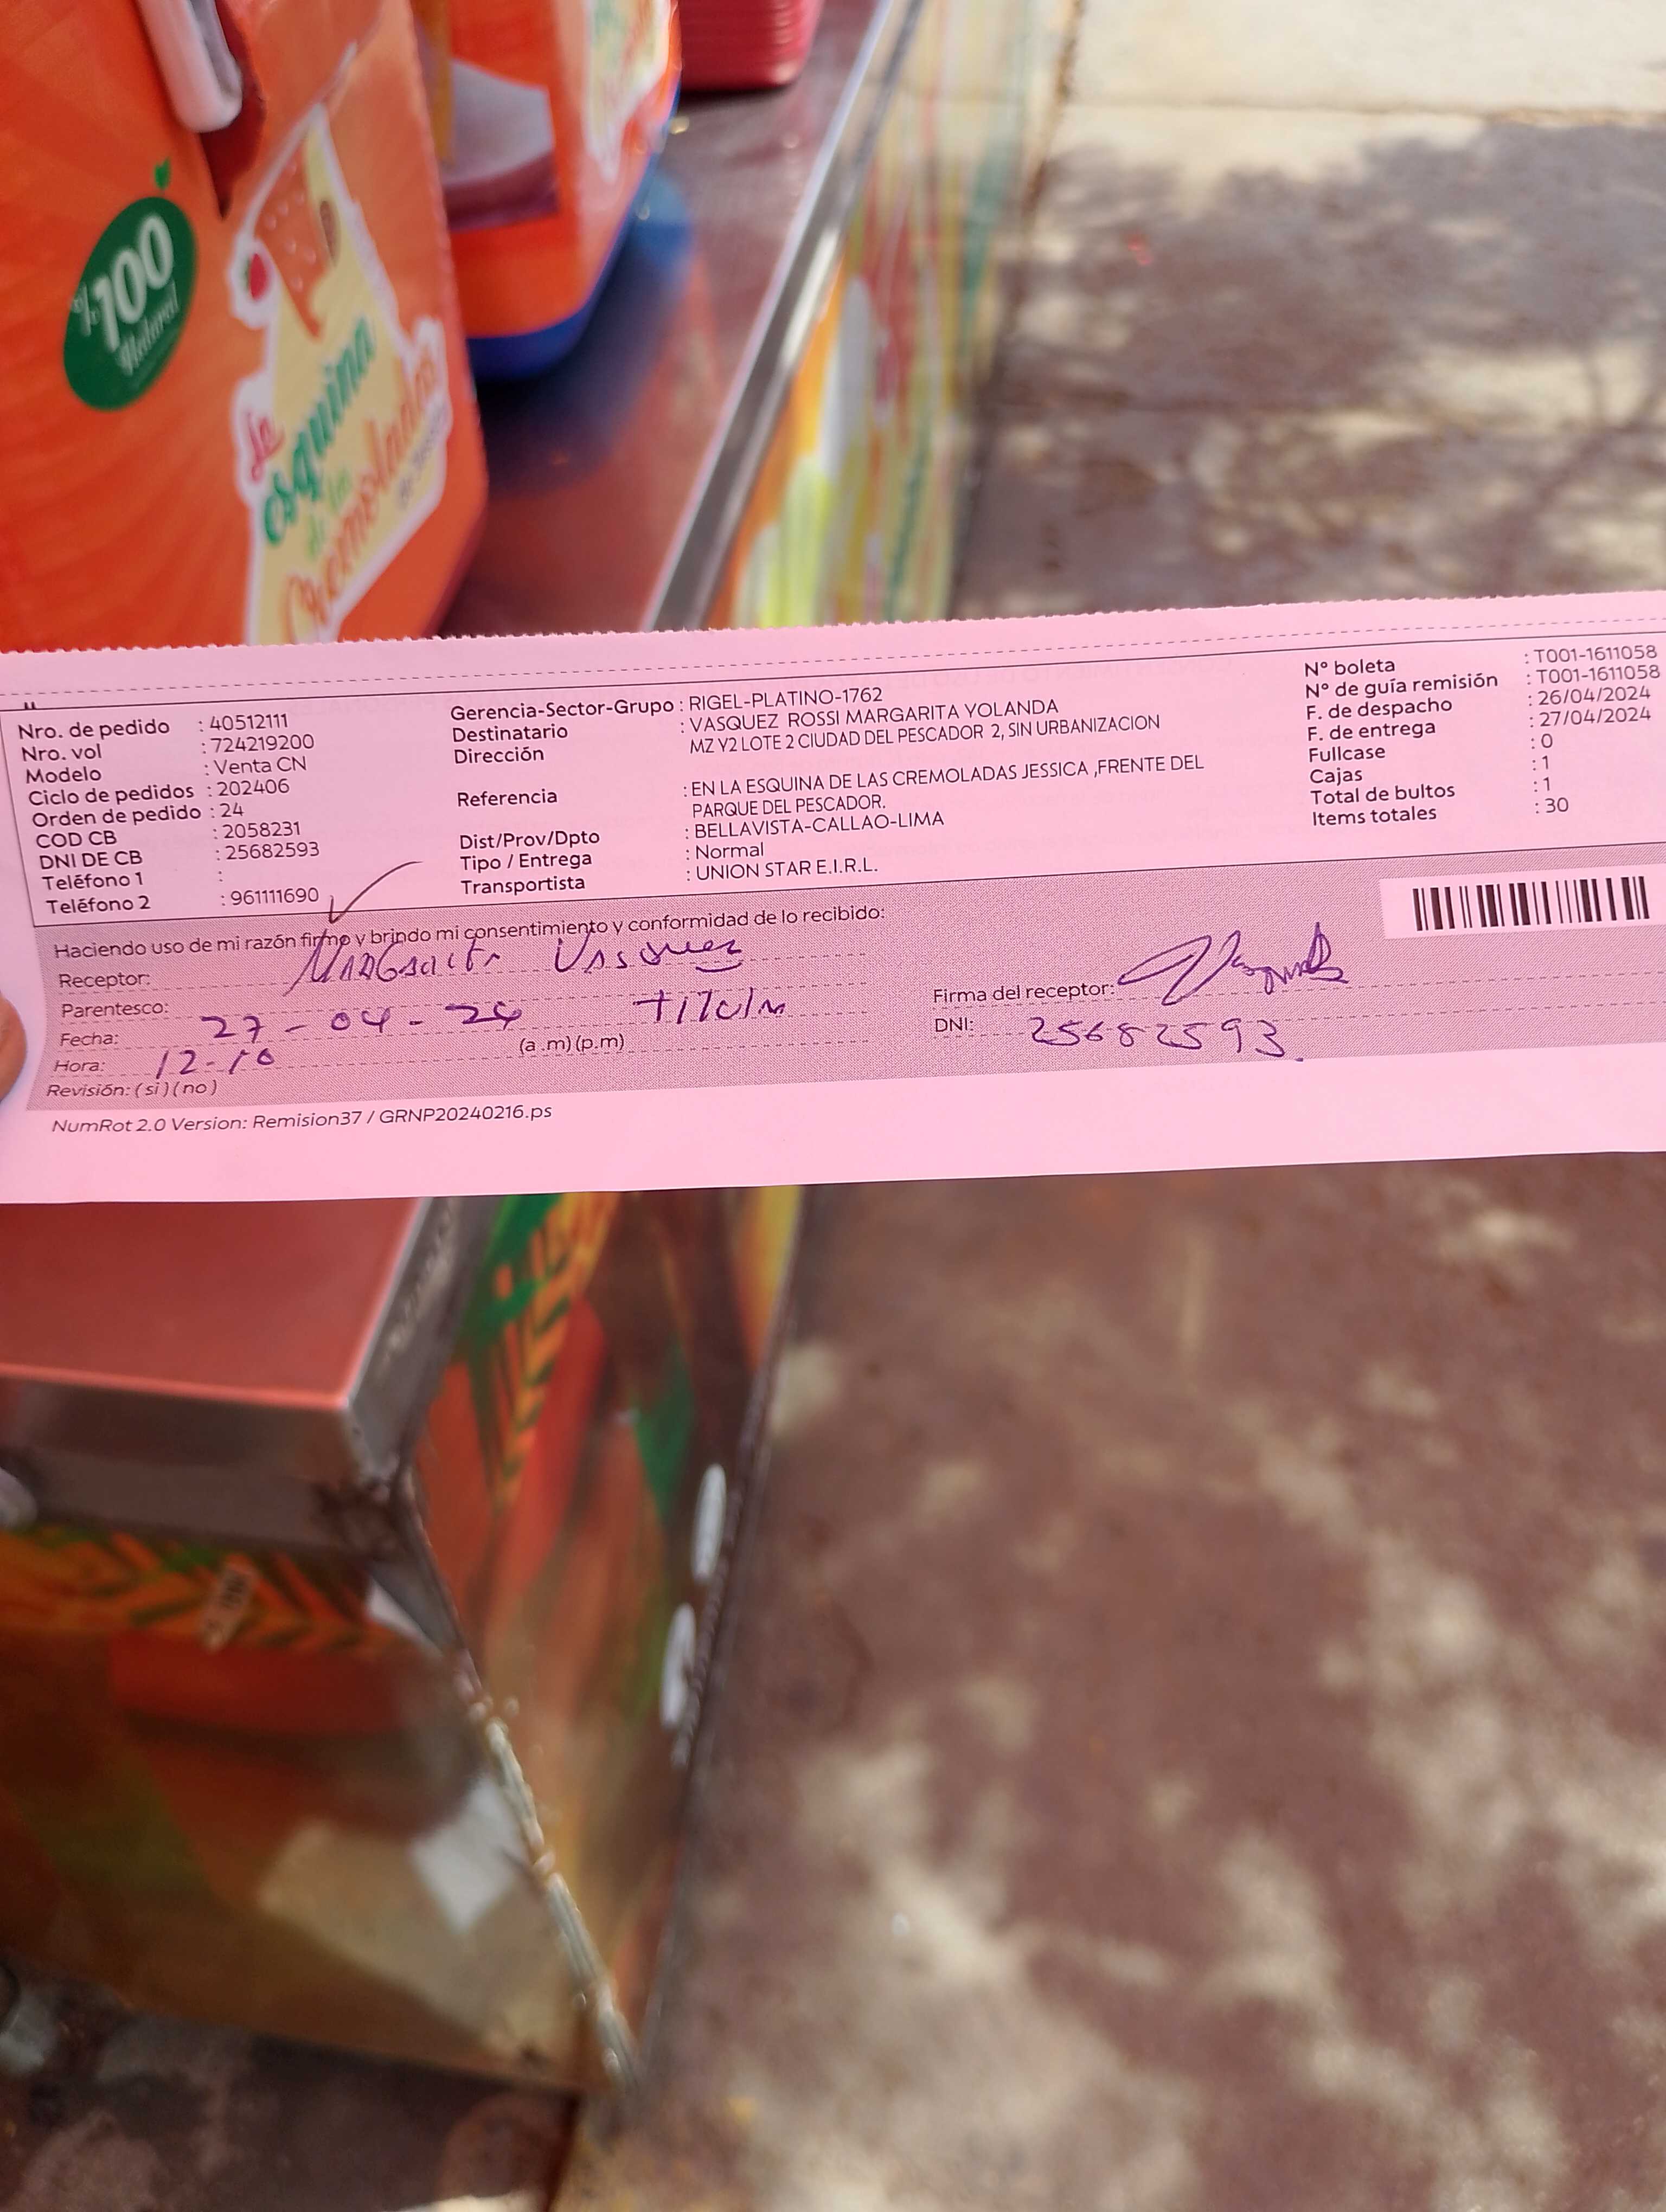 %100
Natural
La
esquina
de las
Cremoladas
Nro. de pedido : 40512111
Nro. vol : 724219200
Modelo : Venta CN
Ciclo de pedidos : 202406
Orden de pedido : 24
COD CB : 2058231
DNI DE CB : 25682593
Teléfono 1 :
Teléfono 2 : 961111690
Gerencia-Sector-Grupo : RIGEL-PLATINO-1762
Destinatario : VASQUEZ ROSSI MARGARITA YOLANDA
Dirección MZ Y2 LOTE 2 CIUDAD DEL PESCADOR 2, SIN URBANIZACION
Referencia : EN LA ESQUINA DE LAS CREMOLADAS JESSICA ,FRENTE DEL
PARQUE DEL PESCADOR.
Dist/Prov/Dpto : BELLAVISTA-CALLAO-LIMA
Tipo / Entrega : Normal
Transportista : UNION STAR E.I.R.L.
N° boleta : T001-1611058
N° de guía remisión : T001-1611058
F. de despacho : 26/04/2024
F. de entrega : 27/04/2024
Fullcase : 0
Cajas : 1
Total de bultos : 1
Items totales : 30
Haciendo uso de mi razón firmo y brindo mi consentimiento y conformidad de lo recibido:
Receptor: Margarita Vasquez
Parentesco: Titular
Fecha: 27-04-24
Hora: 12-10 (a .m) (p.m)
Revisión: ( si ) ( no )
Firma del receptor:
DNI: 25682593
NumRot 2.0 Version: Remision37 / GRNP20240216.ps